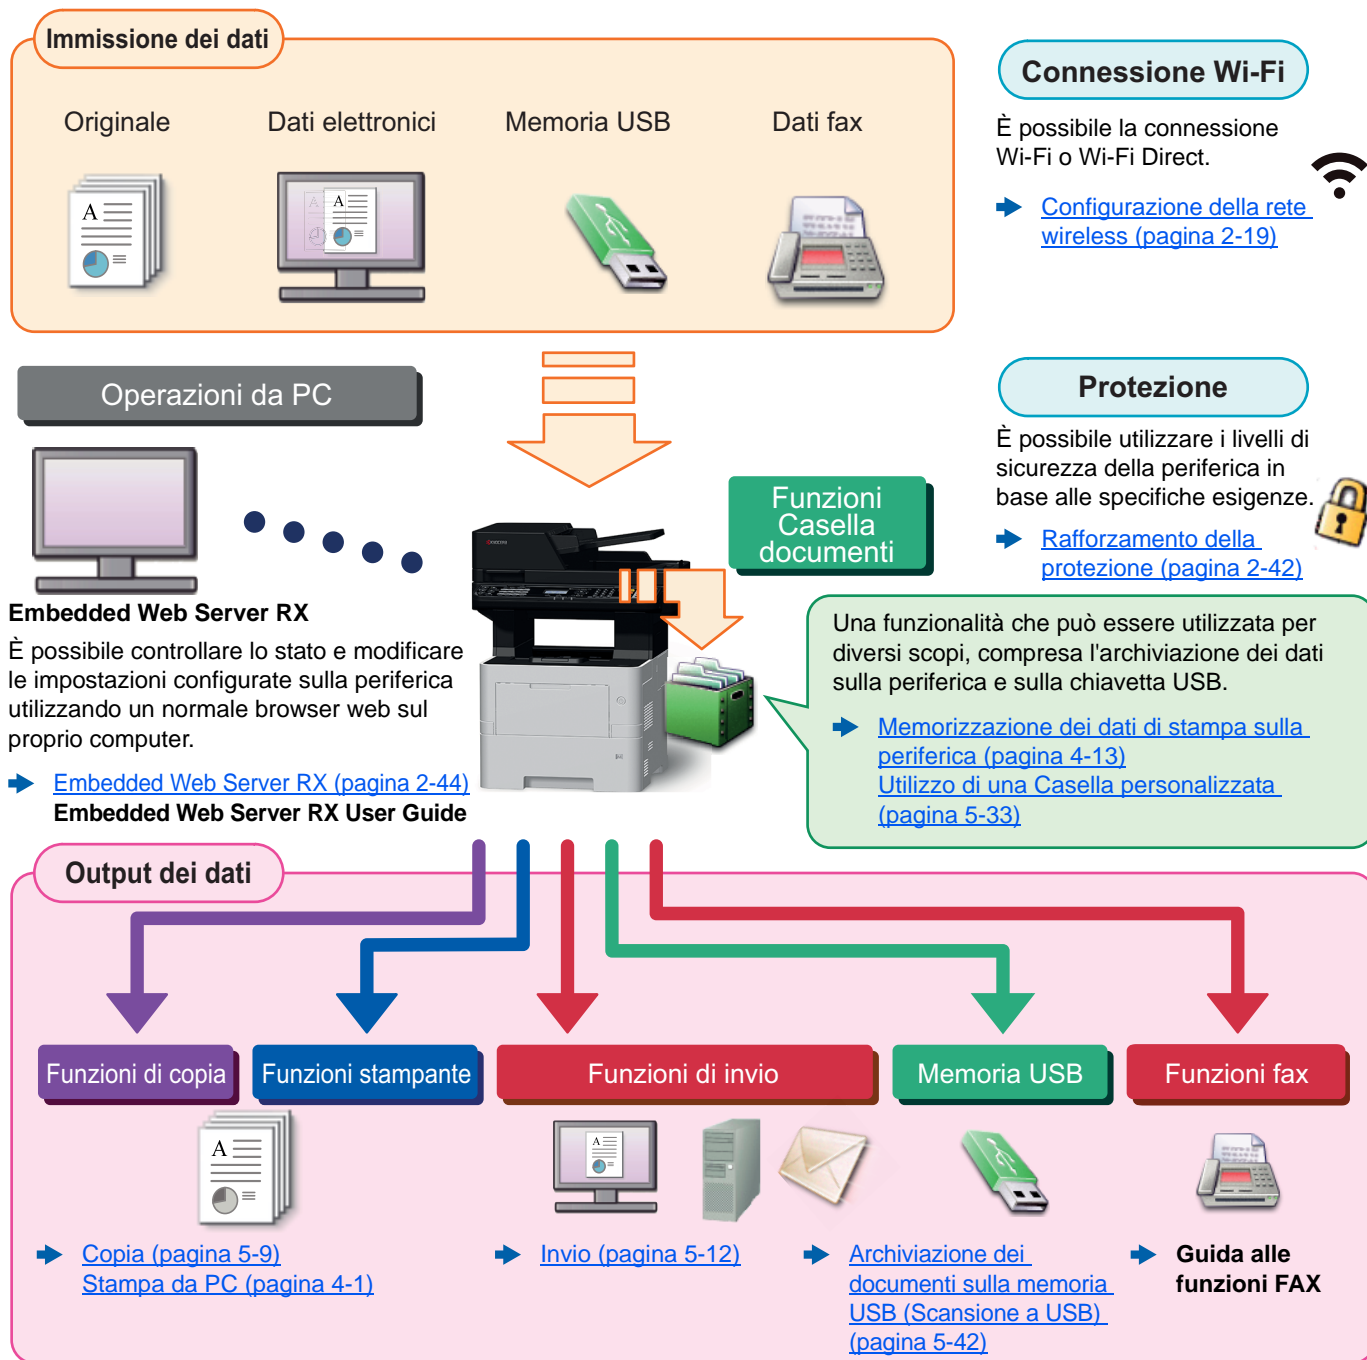 Immissione dei dati
Originale
Dati elettronici
Memoria USB
Dati fax
Connessione Wi-Fi
È possibile la connessione
Wi-Fi o Wi-Fi Direct.
Configurazione della rete
wireless (pagina 2-19)
Operazioni da PC
Protezione
È possibile utilizzare i livelli di
sicurezza della periferica in
base alle specifiche esigenze.
Rafforzamento della
protezione (pagina 2-42)
Funzioni
Casella
documenti
Embedded Web Server RX
È possibile controllare lo stato e modificare
le impostazioni configurate sulla periferica
utilizzando un normale browser web sul
proprio computer.
Embedded Web Server RX (pagina 2-44)
Embedded Web Server RX User Guide
Una funzionalità che può essere utilizzata per
diversi scopi, compresa l'archiviazione dei dati
sulla periferica e sulla chiavetta USB.
Memorizzazione dei dati di stampa sulla
periferica (pagina 4-13)
Utilizzo di una Casella personalizzata
(pagina 5-33)
Output dei dati
Funzioni di copia
Funzioni stampante
Funzioni di invio
Memoria USB
Funzioni fax
Copia (pagina 5-9)
Stampa da PC (pagina 4-1)
Invio (pagina 5-12)
Archiviazione dei
documenti sulla memoria
USB (Scansione a USB)
(pagina 5-42)
Guida alle
funzioni FAX